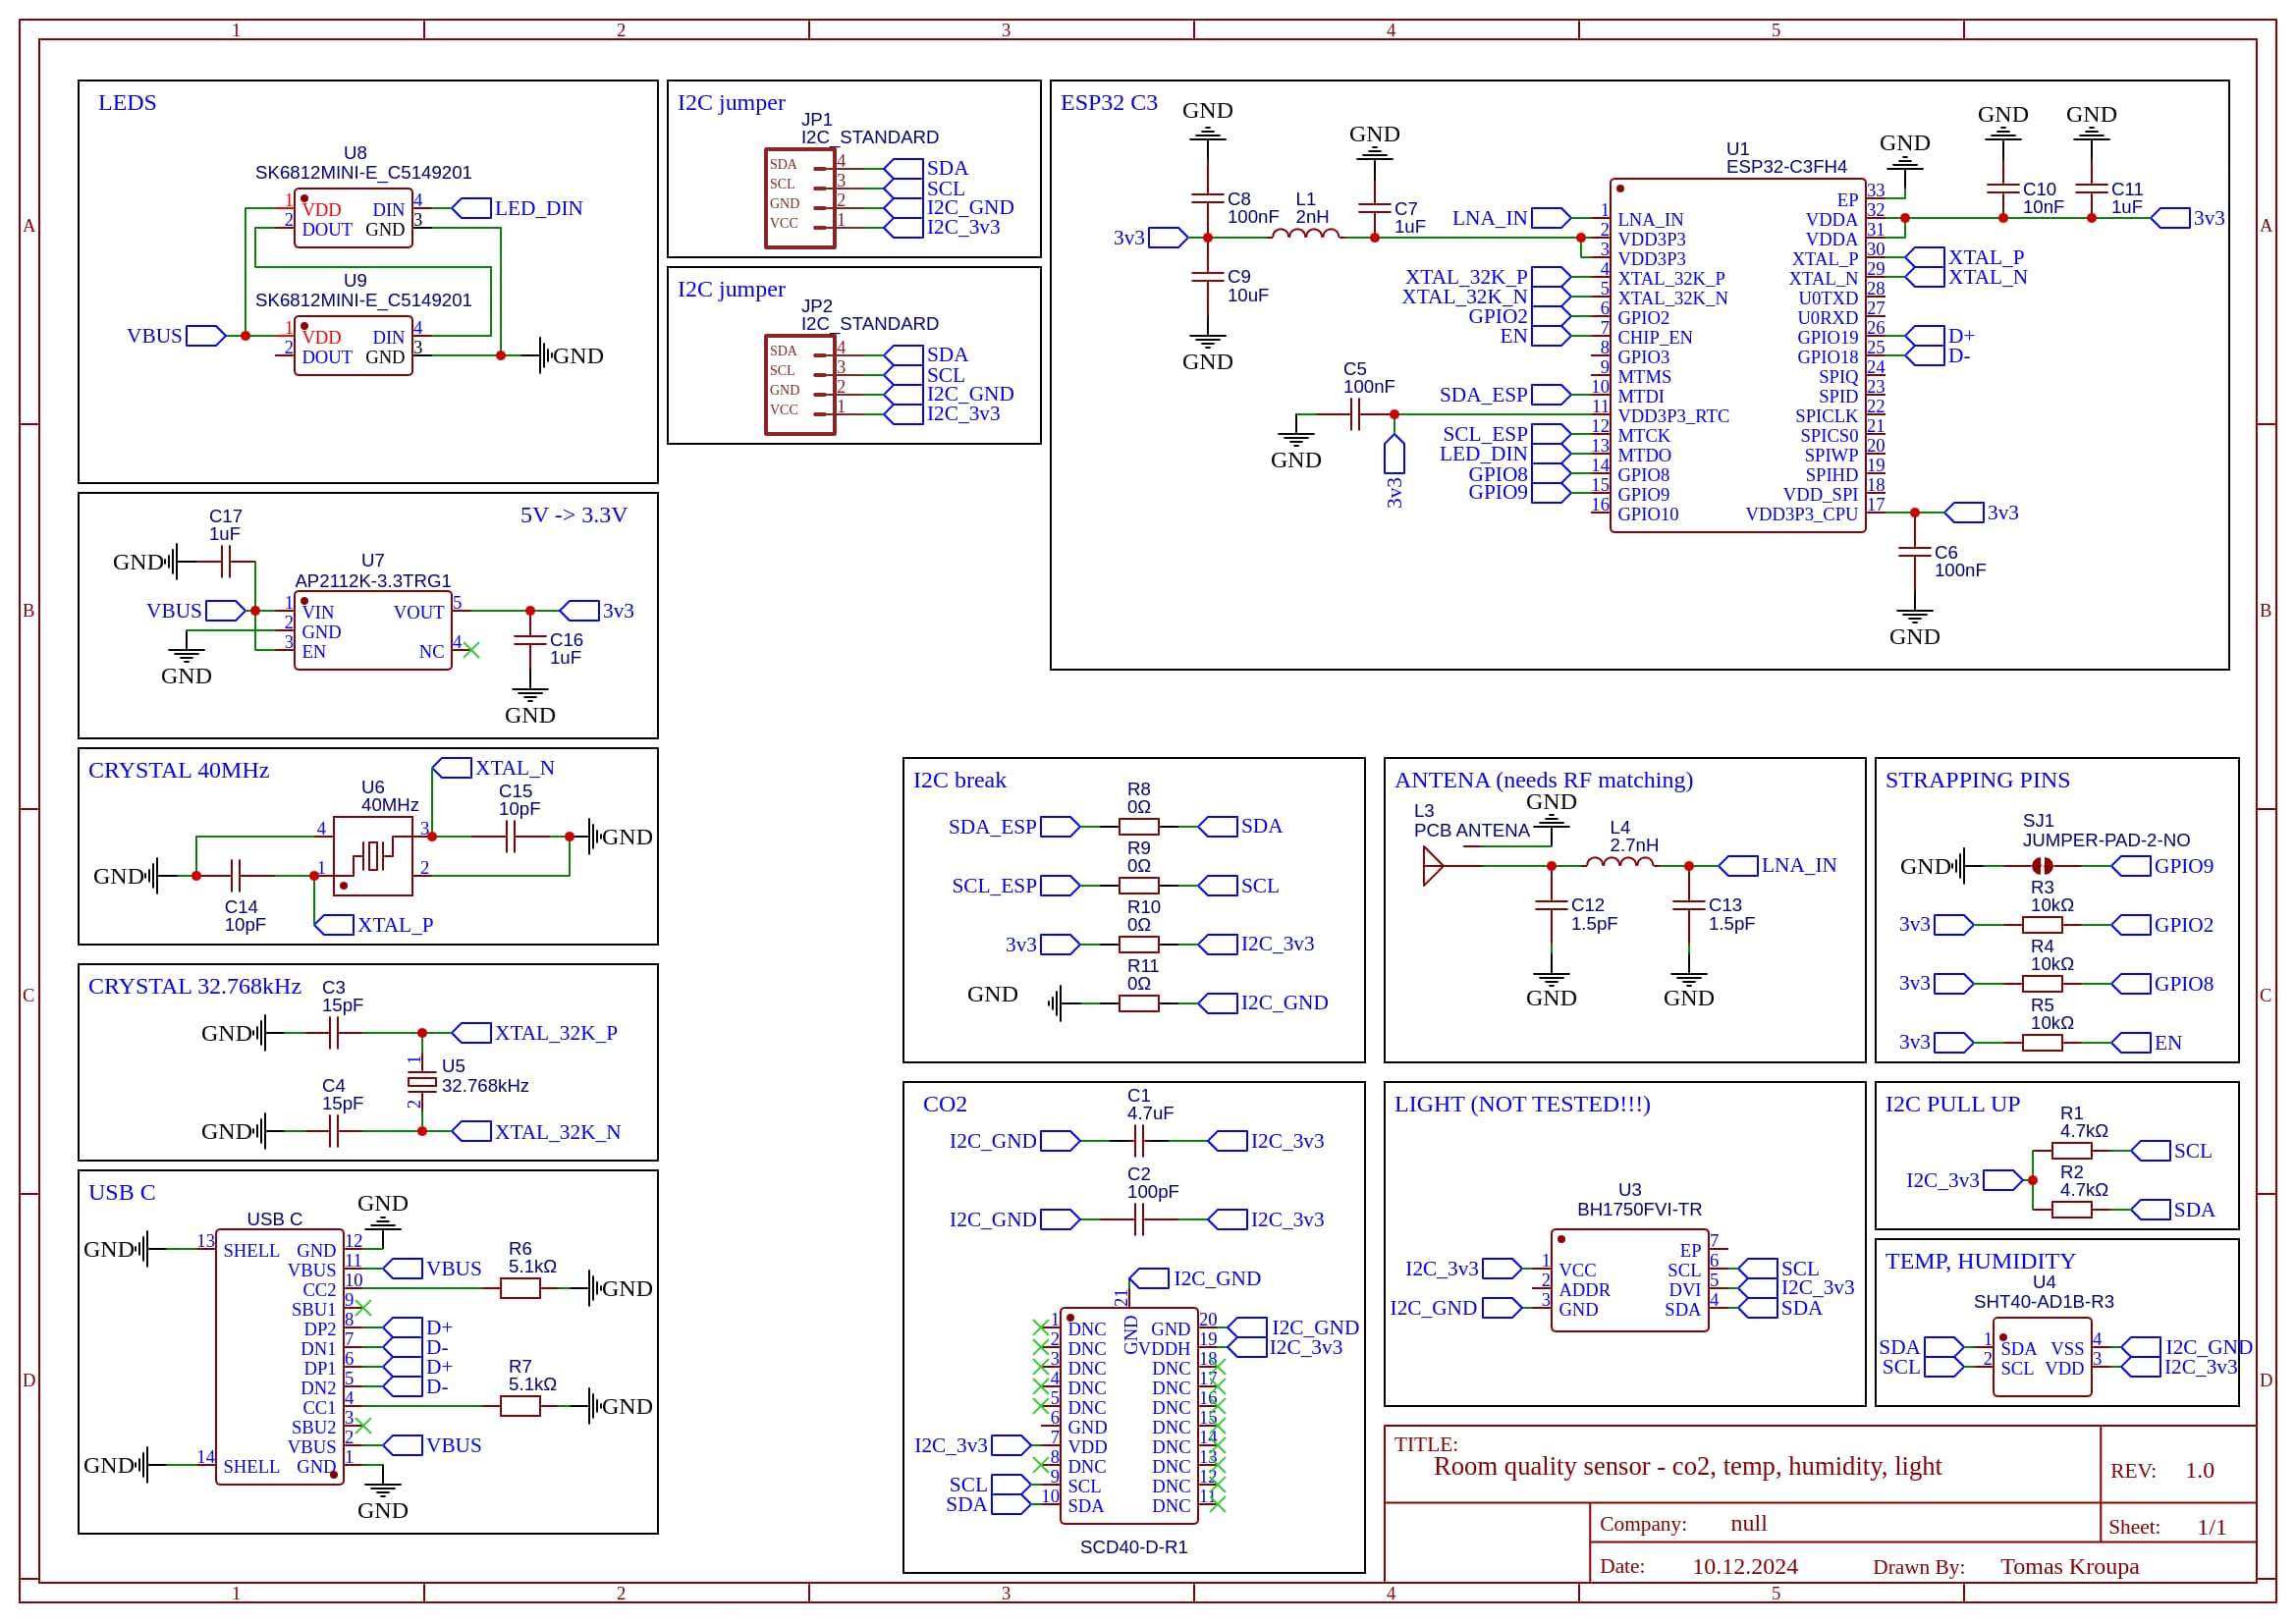 1 2 3 4 5
A
B
C
D
A
B
C
D
1 2 3 4 5
LEDS
U8
SK6812MINI-E_C5149201
1 VDD DIN 4 LED_DIN
2 DOUT GND 3
U9
SK6812MINI-E_C5149201
VBUS 1 VDD DIN 4
2 DOUT GND 3 GND
I2C jumper
JP1
I2C_STANDARD
SDA 4 SDA
SCL 3 SCL
GND 2 I2C_GND
VCC 1 I2C_3v3
I2C jumper
JP2
I2C_STANDARD
SDA 4 SDA
SCL 3 SCL
GND 2 I2C_GND
VCC 1 I2C_3v3
ESP32 C3
GND
GND
GND
GND
GND
C8
100nF
L1
2nH
C7
1uF
3v3
C9
10uF
GND
C10
10nF
C11
1uF
3v3
U1
ESP32-C3FH4
EP 33
LNA_IN 1 LNA_IN VDDA 32
2 VDD3P3 VDDA 31
3 VDD3P3 XTAL_P 30 XTAL_P
XTAL_32K_P 4 XTAL_32K_P XTAL_N 29 XTAL_N
XTAL_32K_N 5 XTAL_32K_N U0TXD 28
GPIO2 6 GPIO2 U0RXD 27
EN 7 CHIP_EN GPIO19 26 D+
8 GPIO3 GPIO18 25 D-
9 MTMS SPIQ 24
SDA_ESP 10 MTDI SPID 23
11 VDD3P3_RTC SPICLK 22
SCL_ESP 12 MTCK SPICS0 21
LED_DIN 13 MTDO SPIWP 20
GPIO8 14 GPIO8 SPIHD 19
GPIO9 15 GPIO9 VDD_SPI 18
16 GPIO10 VDD3P3_CPU 17 3v3
C5
100nF
GND
3v3
C6
100nF
GND
5V -> 3.3V
C17
1uF
GND
U7
AP2112K-3.3TRG1
VBUS 1 VIN VOUT 5 3v3
2 GND
3 EN NC 4
GND
C16
1uF
GND
CRYSTAL 40MHz
XTAL_N
U6
40MHz
C15
10pF
4 3 GND
GND 1 2
C14
10pF
XTAL_P
CRYSTAL 32.768kHz
C3
15pF
GND XTAL_32K_P
1
U5
32.768kHz
2
C4
15pF
GND XTAL_32K_N
USB C
GND
USB C
GND 13 SHELL GND 12
VBUS 11 VBUS
CC2 10
R6
5.1kΩ
GND
SBU1 9
DP2 8 D+
DN1 7 D-
DP1 6 D+
DN2 5 D-
CC1 4
R7
5.1kΩ
GND
SBU2 3
VBUS 2 VBUS
GND 14 SHELL GND 1
GND
I2C break
R8
0Ω
SDA_ESP SDA
R9
0Ω
SCL_ESP SCL
R10
0Ω
3v3 I2C_3v3
R11
0Ω
GND I2C_GND
ANTENA (needs RF matching)
GND
L3
PCB ANTENA
L4
2.7nH
LNA_IN
C12
1.5pF
C13
1.5pF
GND GND
STRAPPING PINS
SJ1
JUMPER-PAD-2-NO
GND GPIO9
R3
10kΩ
3v3 GPIO2
R4
10kΩ
3v3 GPIO8
R5
10kΩ
3v3 EN
CO2
C1
4.7uF
I2C_GND I2C_3v3
C2
100pF
I2C_GND I2C_3v3
I2C_GND
21
GND
1 DNC GND 20 I2C_GND
2 DNC VDDH 19 I2C_3v3
3 DNC DNC 18
4 DNC DNC 17
5 DNC DNC 16
6 GND DNC 15
I2C_3v3 7 VDD DNC 14
8 DNC DNC 13
SCL 9 SCL DNC 12
SDA 10 SDA DNC 11
SCD40-D-R1
LIGHT (NOT TESTED!!!)
U3
BH1750FVI-TR
EP 7
I2C_3v3 1 VCC SCL 6 SCL
2 ADDR DVI 5 I2C_3v3
I2C_GND 3 GND SDA 4 SDA
I2C PULL UP
R1
4.7kΩ
SCL
I2C_3v3
R2
4.7kΩ
SDA
TEMP, HUMIDITY
U4
SHT40-AD1B-R3
SDA 1 SDA VSS 4 I2C_GND
SCL 2 SCL VDD 3 I2C_3v3
TITLE:
Room quality sensor - co2, temp, humidity, light
REV: 1.0
Company: null
Sheet: 1/1
Date: 10.12.2024
Drawn By: Tomas Kroupa